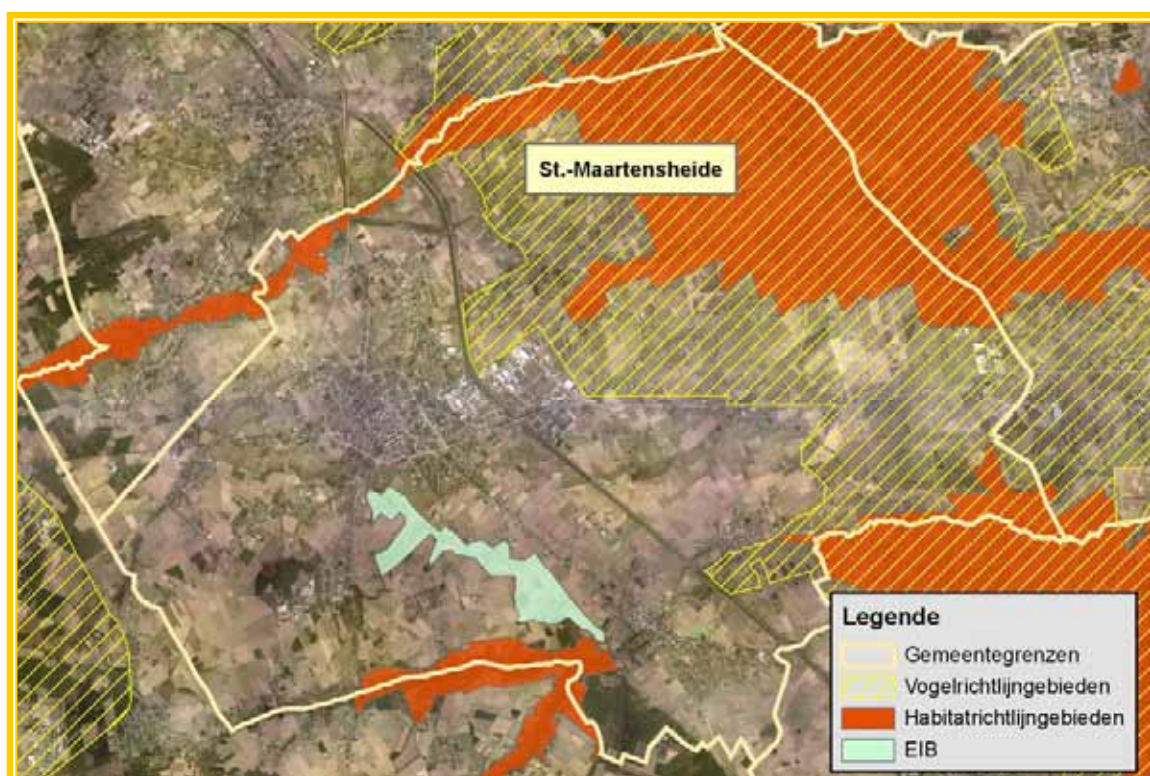 St.-Maartensheide
Legende
Gemeentegrenzen
Vogelrichtlijngebieden
Habitatrichtlijngebieden
EIB